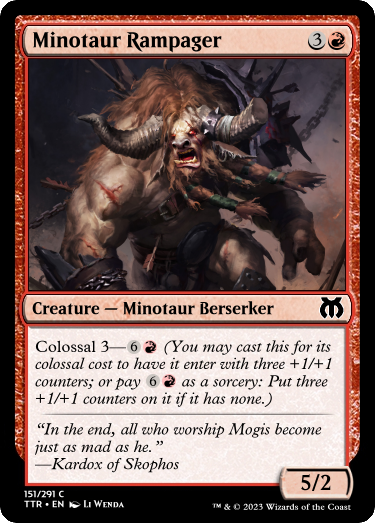 Minotaur Rampager 3
Creature — Minotaur Berserker
Colossal 3—6 (You may cast this for its
colossal cost to have it enter with three +1/+1
counters; or pay 6 as a sorcery: Put three
+1/+1 counters on it if it has none.)
“In the end, all who worship Mogis become
just as mad as he.”
—Kardox of Skophos
5/2
151/291 C
TTR • EN Li Wenda
™ & © 2023 Wizards of the Coast